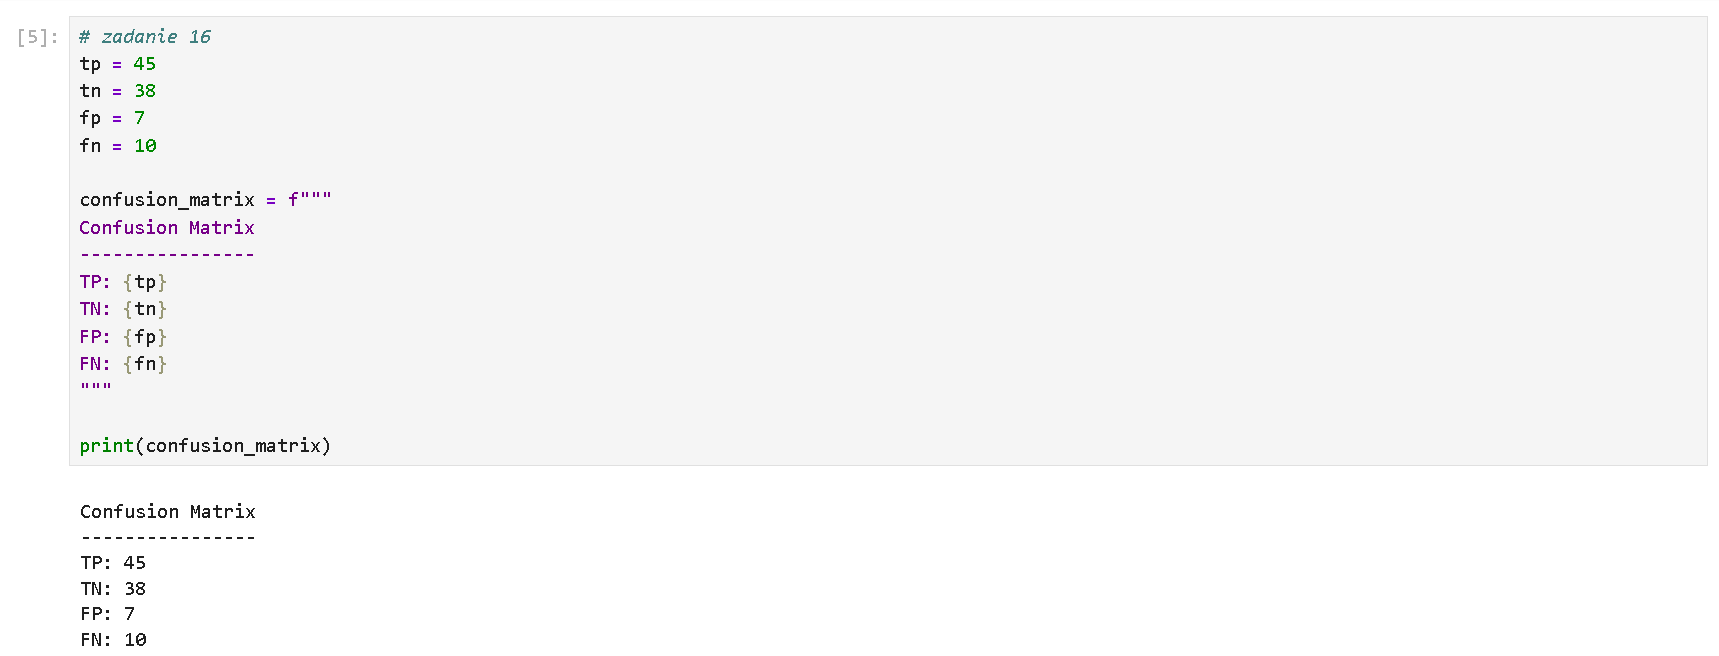 [5]:
# zadanie 16
tp = 45
tn = 38
fp = 7
fn = 10
confusion_matrix = f"""
Confusion Matrix
----------------
TP: {tp}
TN: {tn}
FP: {fp}
FN: {fn}
"""
print(confusion_matrix)
Confusion Matrix
----------------
TP: 45
TN: 38
FP: 7
FN: 10